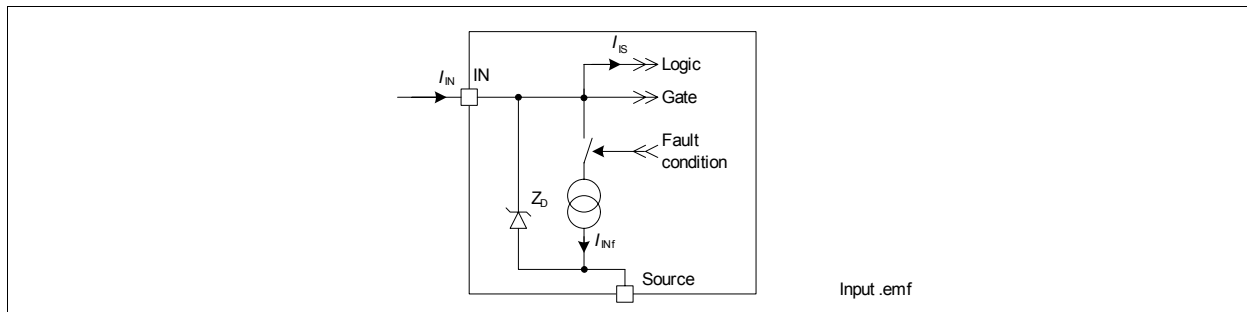 I_IS
Logic
I_IN
IN
Gate
Fault
condition
Z_D
I_INf
Source
Input .emf